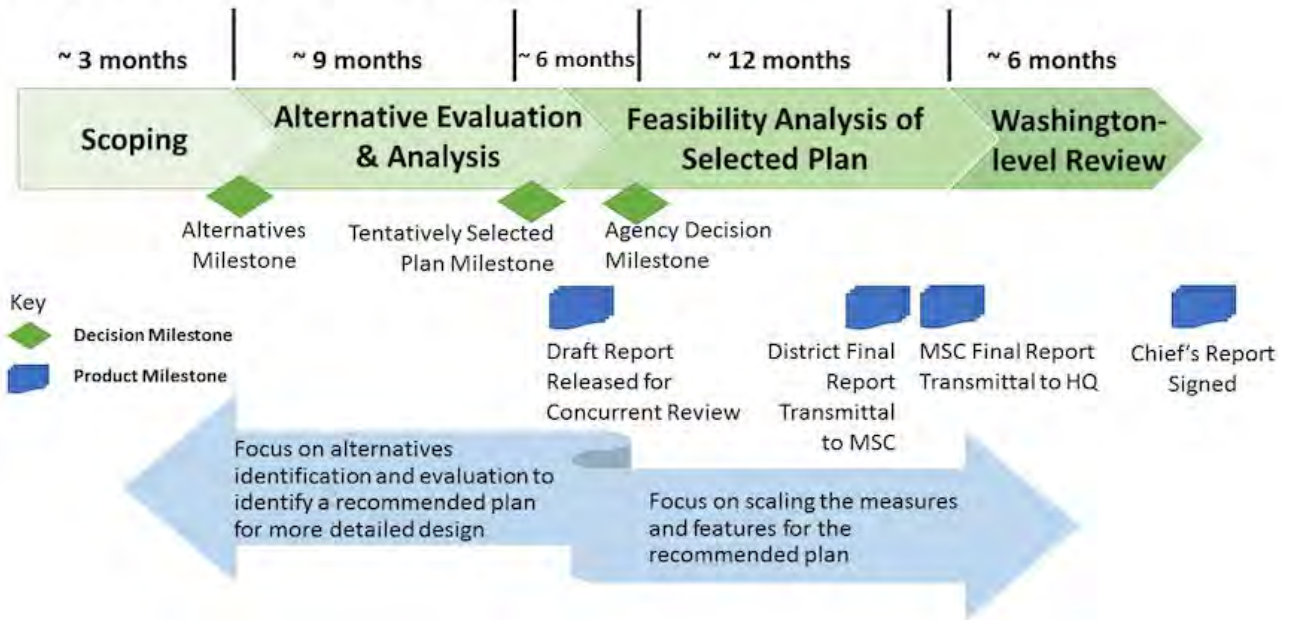 ~ 3 months
~ 9 months
~ 6 months
~ 12 months
~ 6 months
Scoping
Alternative Evaluation
& Analysis
Feasibility Analysis of
Selected Plan
Washington-
level Review
Alternatives
Milestone
Tentatively Selected
Plan Milestone
Agency Decision
Milestone
Key
Decision Milestone
Product Milestone
Draft Report
Released for
Concurrent Review
District Final
Report
Transmittal
to MSC
MSC Final Report
Transmittal to HQ
Chief's Report
Signed
Focus on alternatives
identification and evaluation to
identify a recommended plan
for more detailed design
Focus on scaling the measures
and features for the
recommended plan